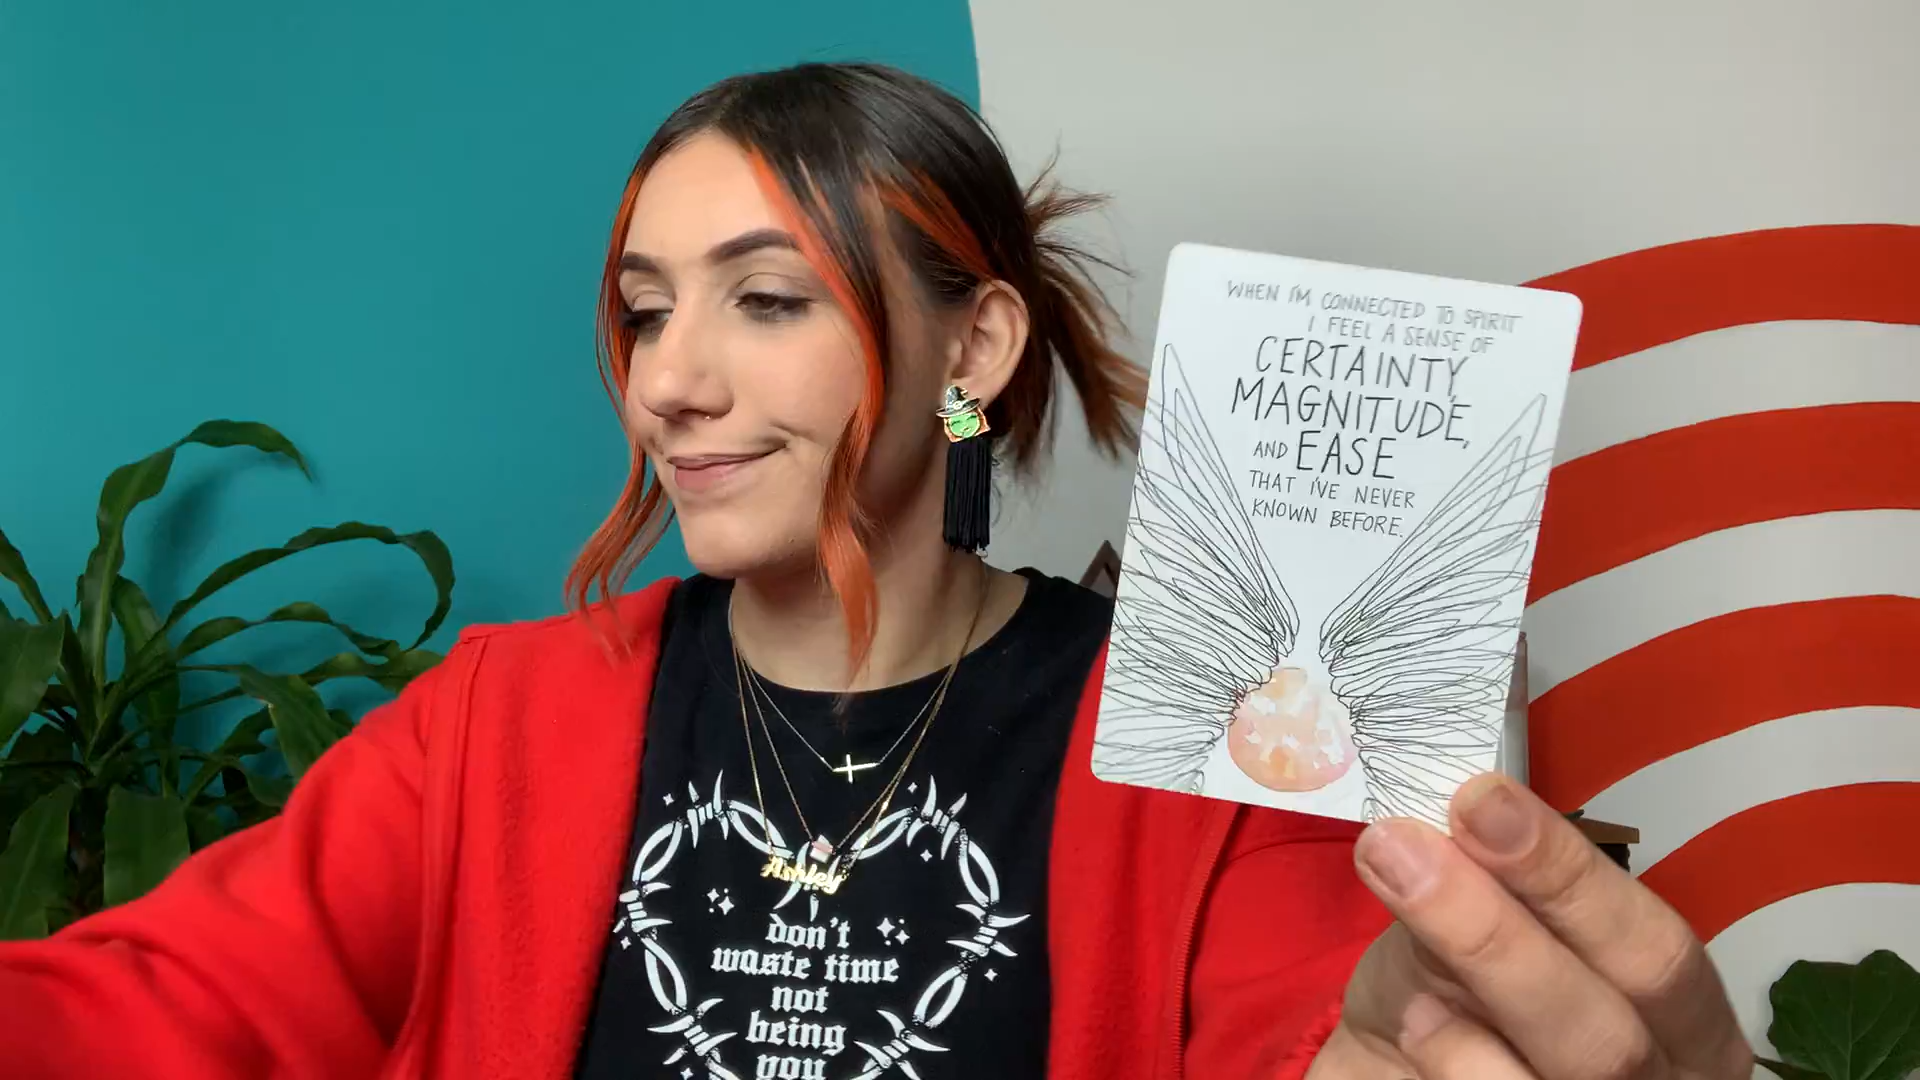 WHEN I'M CONNECTED TO SPIRIT
I FEEL A SENSE OF
CERTAINTY,
MAGNITUDE,
AND EASE
THAT I'VE NEVER
KNOWN BEFORE.
Ashley
don't
waste time
not
being
you